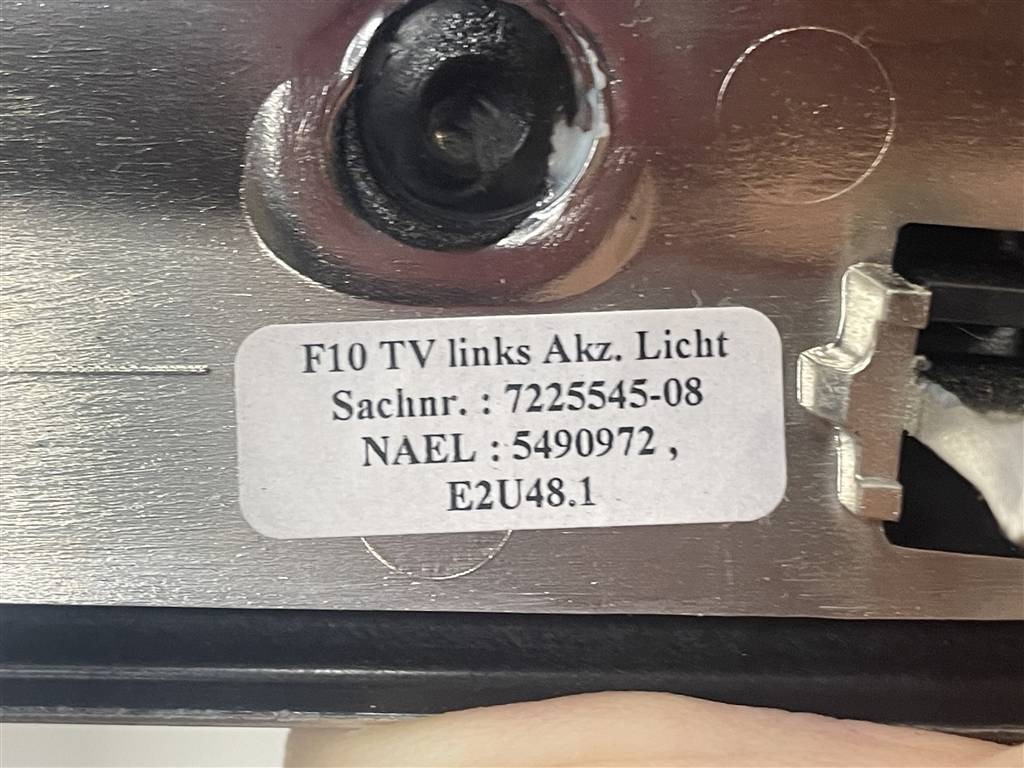 F10 TV links Akz. Licht
Sachnr. : 7225545-08
NAEL : 5490972 ,
E2U48.1